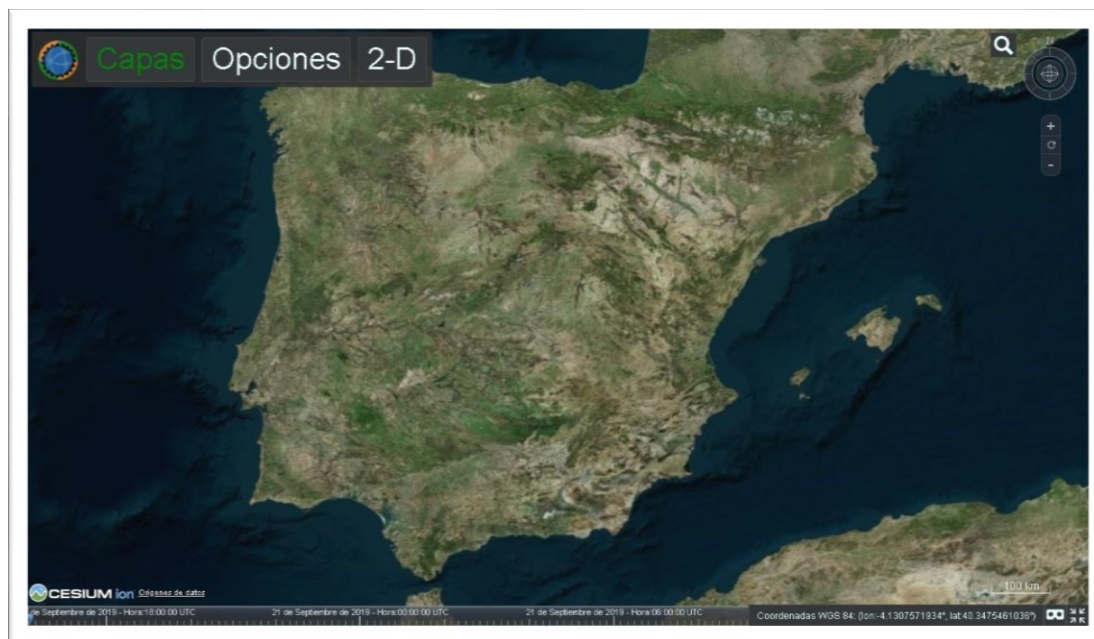 Capas Opciones 2-D
N
+
-
100 km
CESIUM ion Orígenes de datos
de Septiembre de 2019 - Hora:18:00:00 UTC 21 de Septiembre de 2019 - Hora:00:00:00 UTC 21 de Septiembre de 2019 - Hora:06:00:00 UTC
Coordenadas WGS 84: (lon:-4.1307571934°, lat:40.3475461036°)